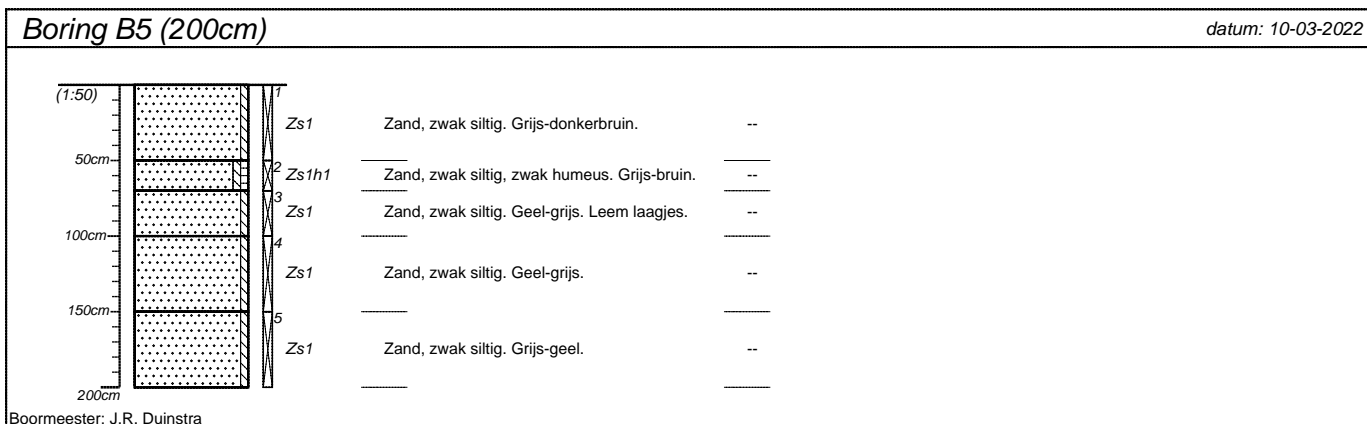 Boring B5 (200cm) datum: 10-03-2022
(1:50) 1
Zs1 Zand, zwak siltig. Grijs-donkerbruin. --
50cm
2 Zs1h1 Zand, zwak siltig, zwak humeus. Grijs-bruin. --
3
Zs1 Zand, zwak siltig. Geel-grijs. Leem laagjes. --
100cm
4
Zs1 Zand, zwak siltig. Geel-grijs. --
150cm
5
Zs1 Zand, zwak siltig. Grijs-geel. --
200cm
Boormeester: J.R. Duinstra